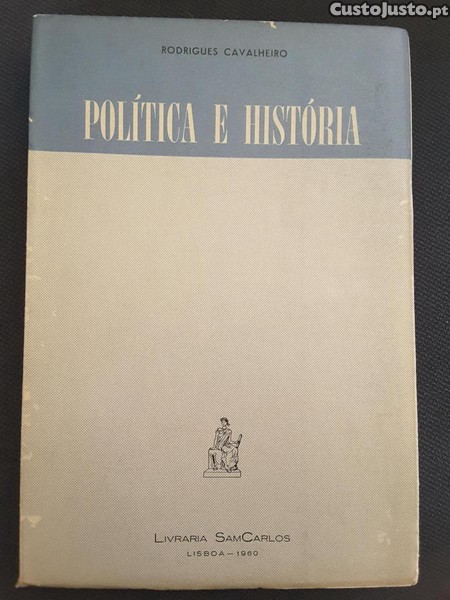 CustoJusto.pt
RODRIGUES CAVALHEIRO
POLÍTICA E HISTÓRIA
LIVRARIA SAMCARLOS
LISBOA — 1960